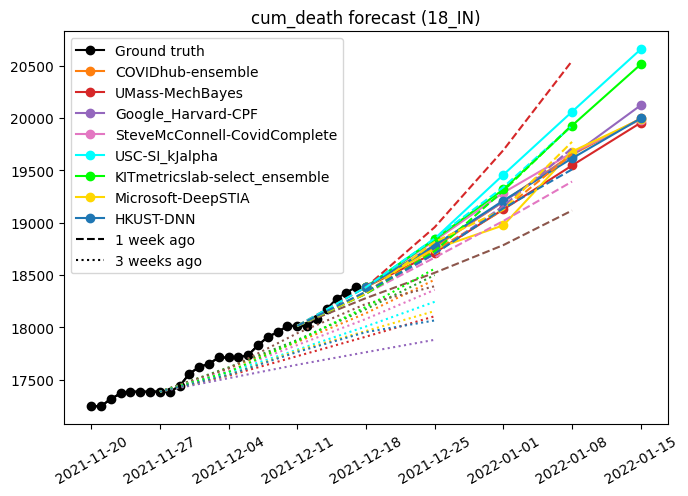 cum_death forecast (18_IN)
Ground truth
COVIDhub-ensemble
UMass-MechBayes
Google_Harvard-CPF
SteveMcConnell-CovidComplete
USC-SI_kJalpha
KITmetricslab-select_ensemble
Microsoft-DeepSTIA
HKUST-DNN
1 week ago
3 weeks ago
20500
20000
19500
19000
18500
18000
17500
2021-11-20
2021-11-27
2021-12-04
2021-12-11
2021-12-18
2021-12-25
2022-01-01
2022-01-08
2022-01-15